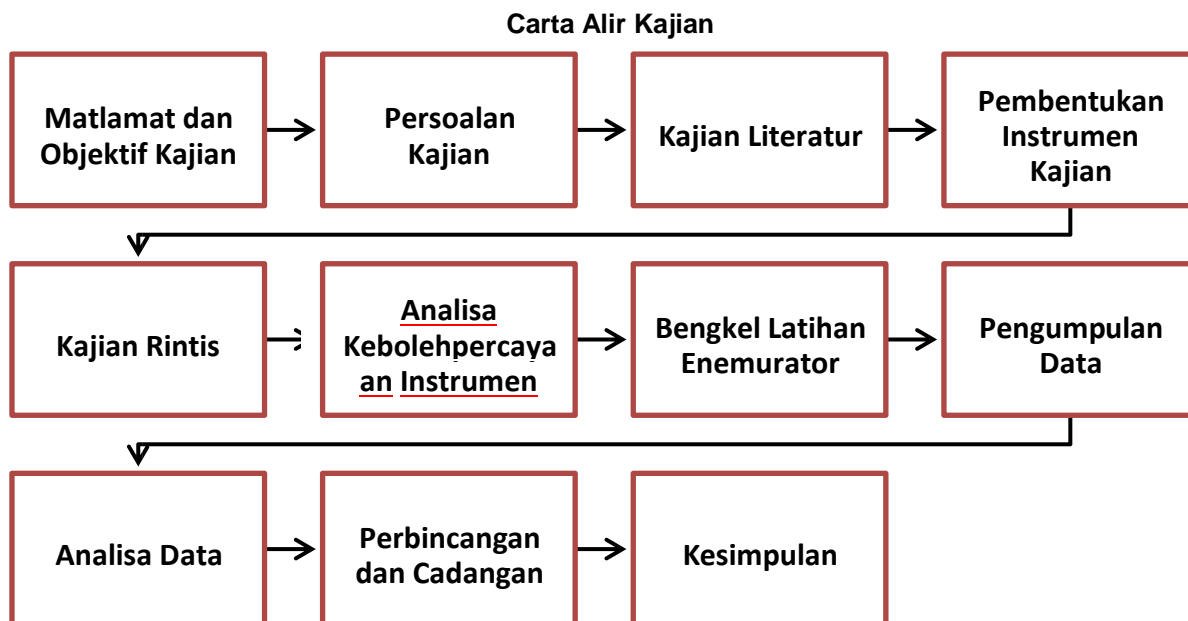 Carta Alir Kajian
Matlamat dan
Objektif Kajian
Persoalan
Kajian
Kajian Literatur
Pembentukan
Instrumen
Kajian
Kajian Rintis
Analisa
Kebolehpercaya
an Instrumen
Bengkel Latihan
Enemurator
Pengumpulan
Data
Analisa Data
Perbincangan
dan Cadangan
Kesimpulan